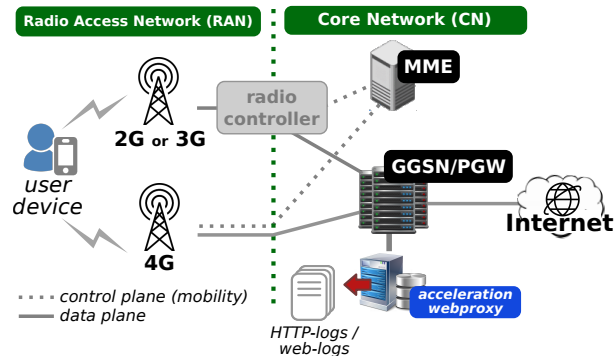 Radio Access Network (RAN)
Core Network (CN)
MME
radio
controller
2G or 3G
GGSN/PGW
user
device
Internet
4G
acceleration
webproxy
control plane (mobility)
data plane
HTTP-logs /
web-logs